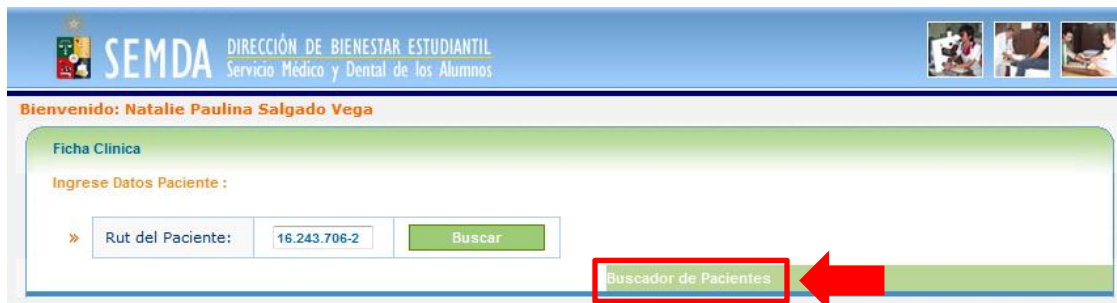 SEMDA DIRECCIÓN DE BIENESTAR ESTUDIANTIL
Servicio Médico y Dental de los Alumnos
Bienvenido: Natalie Paulina Salgado Vega
Ficha Clínica
Ingrese Datos Paciente :
» Rut del Paciente: 16.243.706-2 Buscar
Buscador de Pacientes